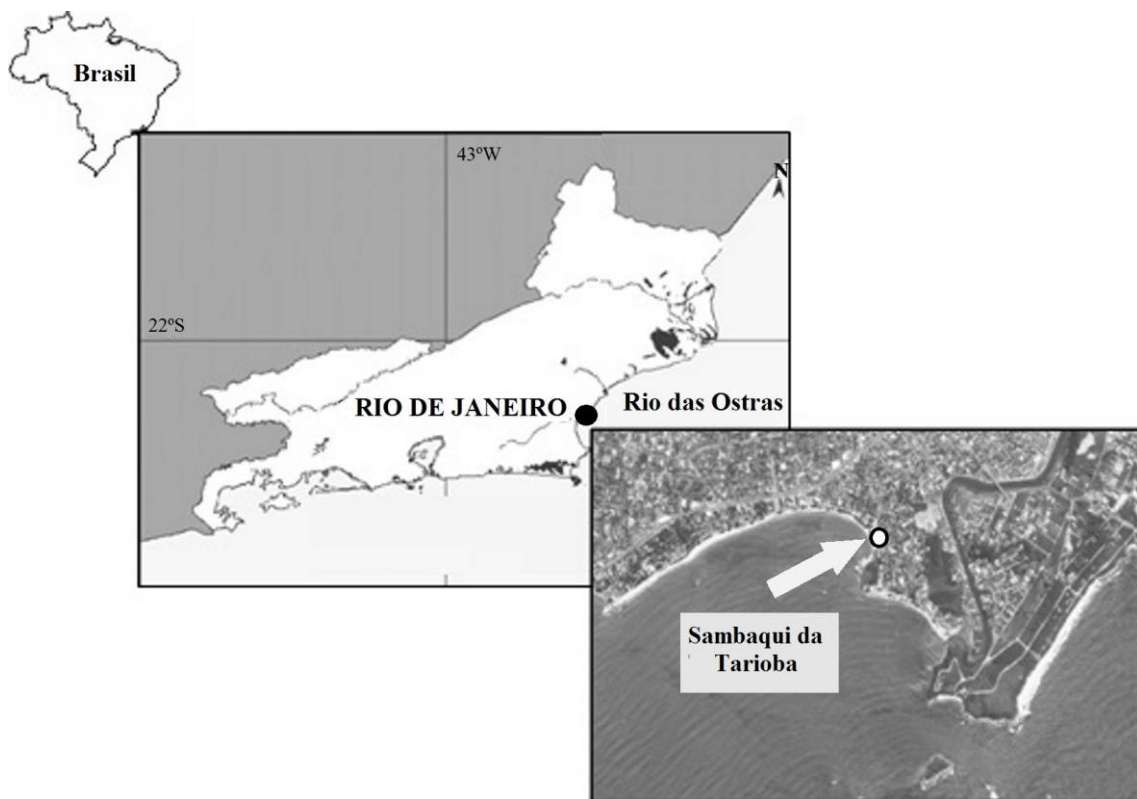 Brasil
43ºW
N
22ºS
RIO DE JANEIRO
Rio das Ostras
Sambaqui da
Tarioba